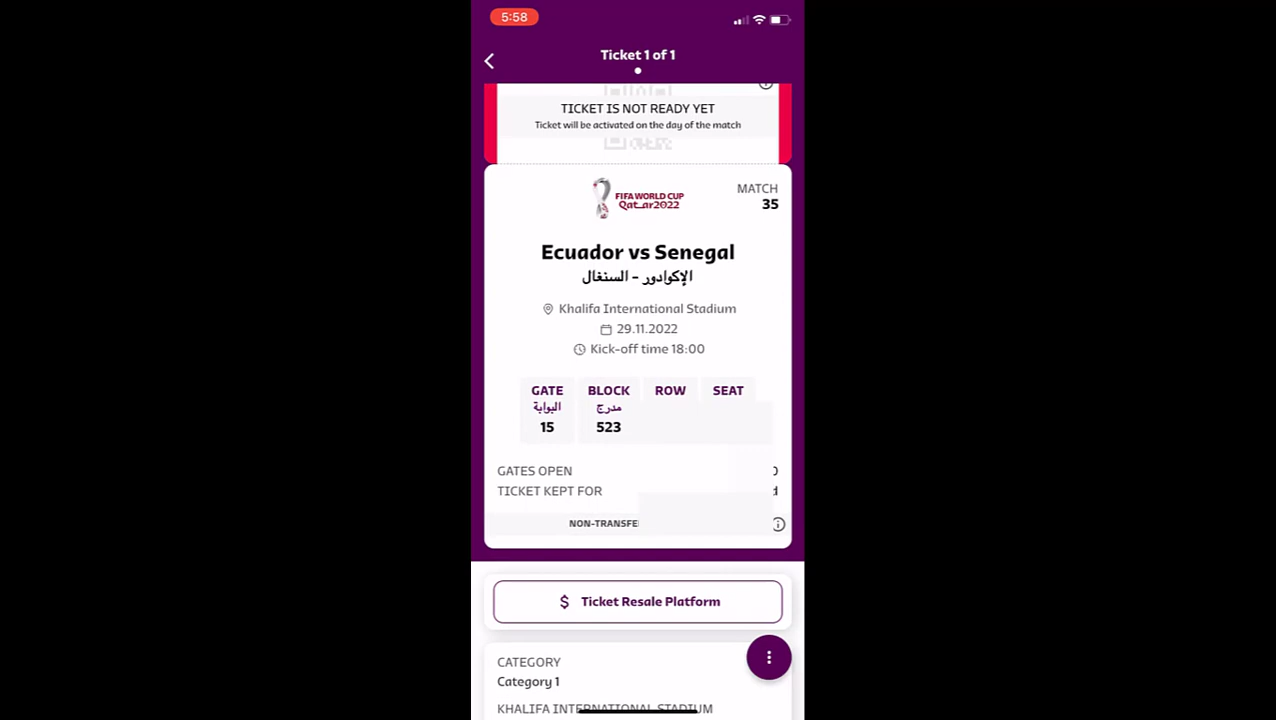 5:58
Ticket 1 of 1
TICKET IS NOT READY YET
Ticket will be activated on the day of the match
FIFA WORLD CUP
Qatar2022
MATCH
35
Ecuador vs Senegal
الإكوادور - السنغال
Khalifa International Stadium
29.11.2022
Kick-off time 18:00
GATE BLOCK ROW SEAT
البوابة مدرج
15 523
GATES OPEN
TICKET KEPT FOR
$ Ticket Resale Platform
CATEGORY
Category 1
KHALIFA INTERNATIONAL STADIUM